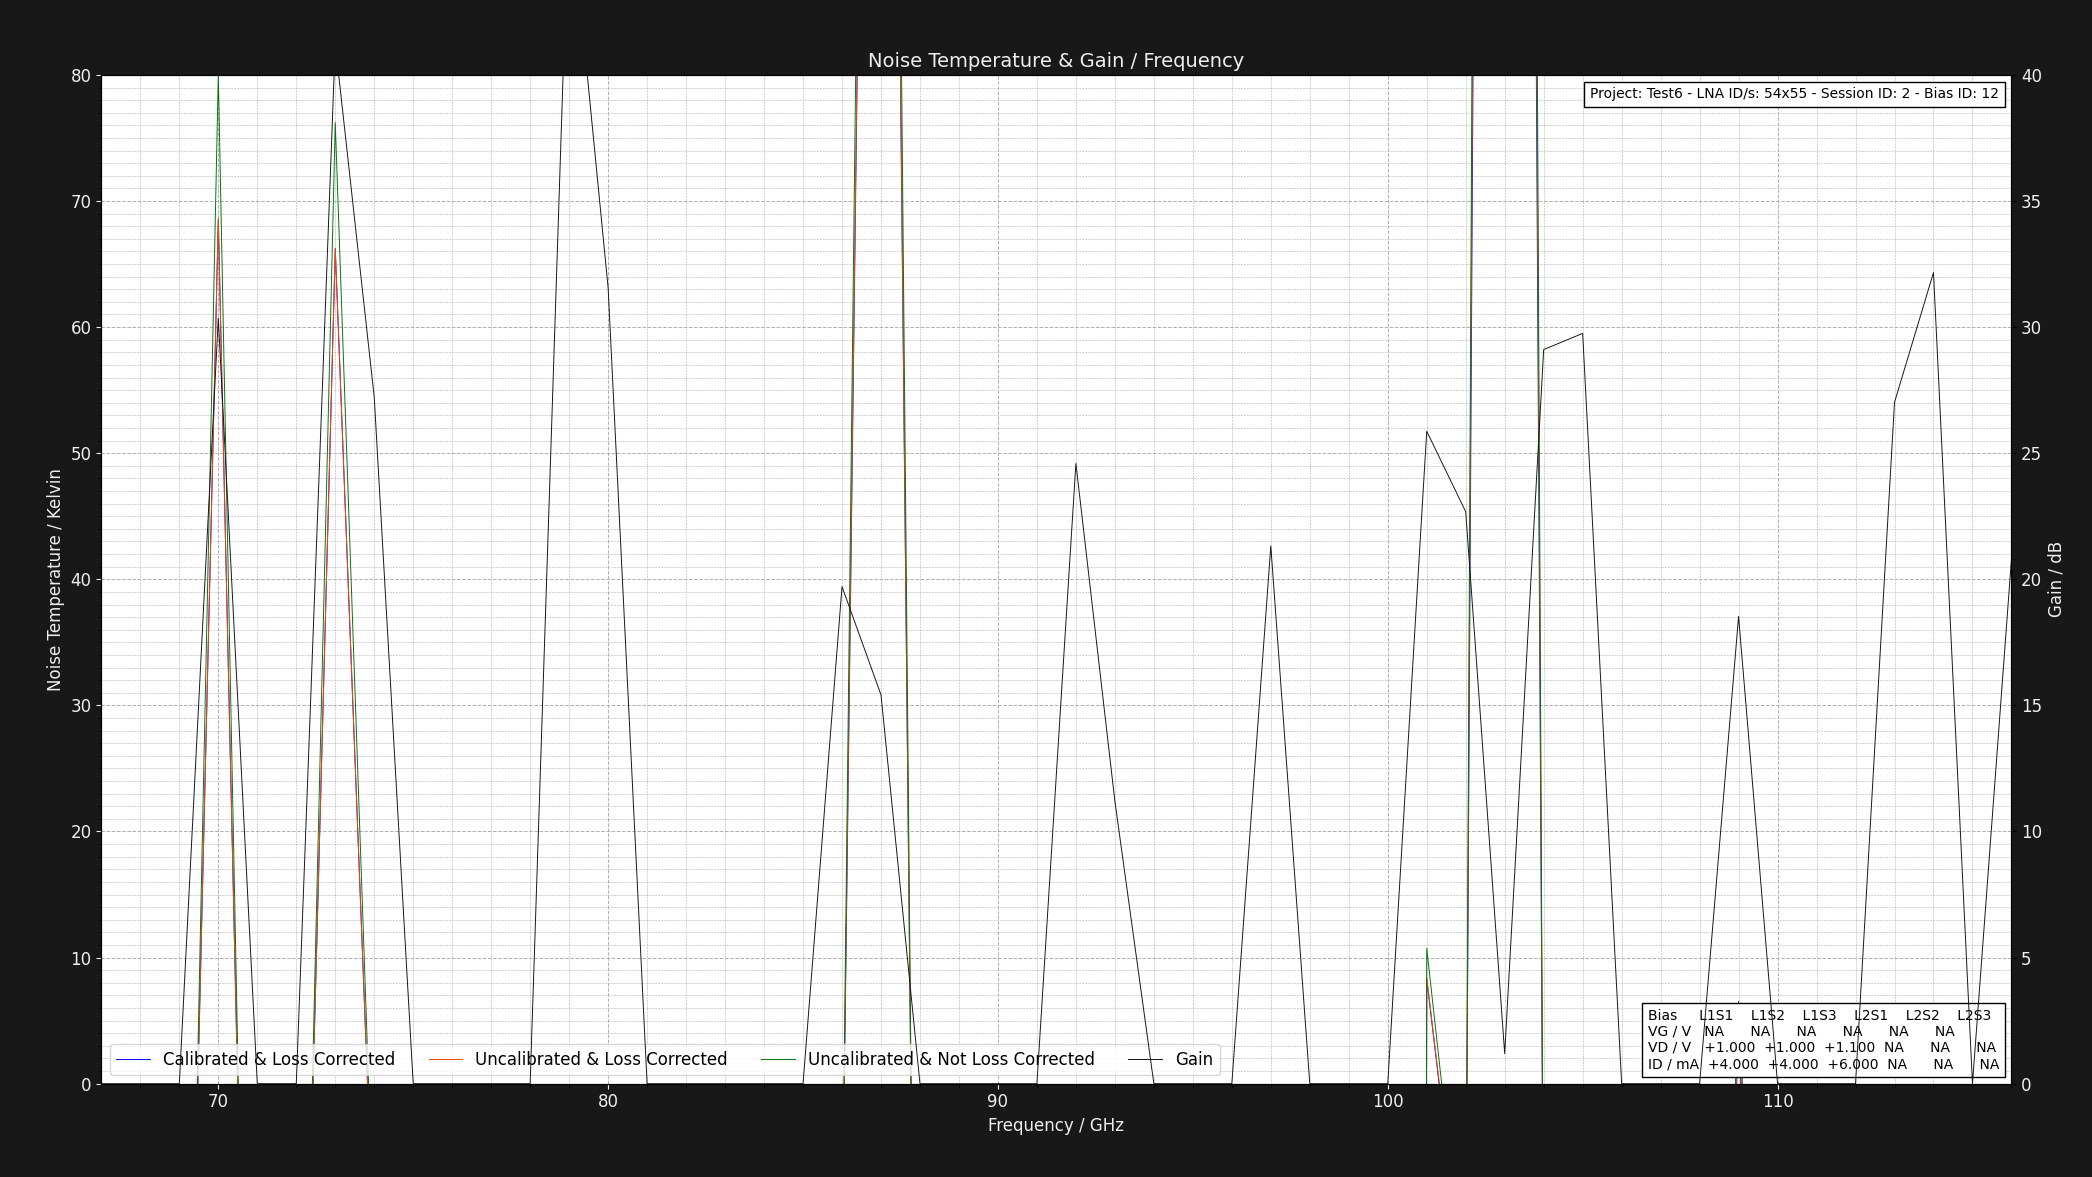 Noise Temperature & Gain / Frequency
Project: Test6 - LNA ID/s: 54x55 - Session ID: 2 - Bias ID: 12
Noise Temperature / Kelvin
80
70
60
50
40
30
20
10
0
Gain / dB
40
35
30
25
20
15
10
5
0
Bias L1S1 L1S2 L1S3 L2S1 L2S2 L2S3
VG / V NA NA NA NA NA NA
VD / V +1.000 +1.000 +1.100 NA NA NA
ID / mA +4.000 +4.000 +6.000 NA NA NA
Calibrated & Loss Corrected Uncalibrated & Loss Corrected Uncalibrated & Not Loss Corrected Gain
70 80 90 100 110
Frequency / GHz